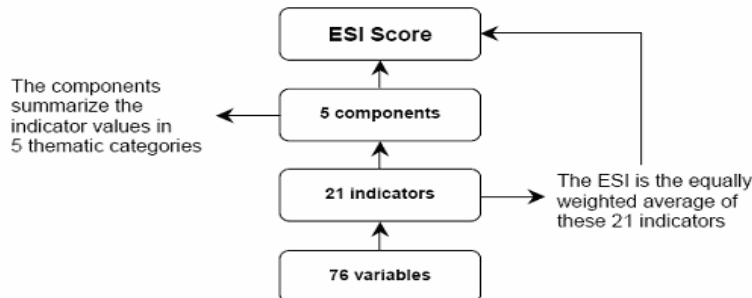 ESI Score
The components
summarize the
indicator values in
5 thematic categories
5 components
21 indicators
The ESI is the equally
weighted average of
these 21 indicators
76 variables